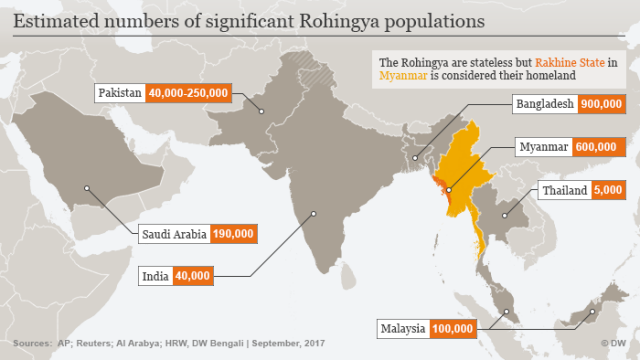 Estimated numbers of significant Rohingya populations
The Rohingya are stateless but Rakhine State in
Myanmar is considered their homeland
Pakistan 40,000-250,000
Bangladesh 900,000
Myanmar 600,000
Thailand 5,000
Saudi Arabia 190,000
India 40,000
Malaysia 100,000
Sources: AP; Reuters; Al Arabya; HRW, DW Bengali | September, 2017
© DW